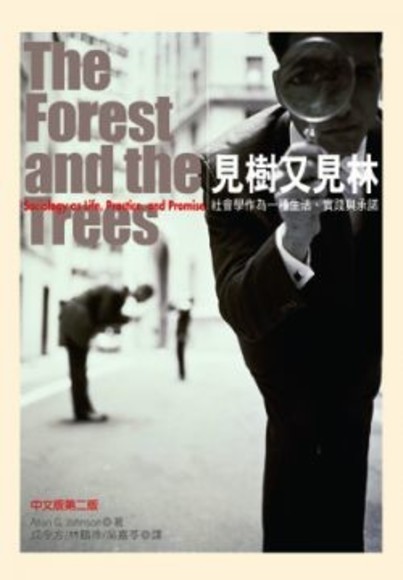 The
Forest
and the
Trees
見樹又見林
Sociology as Life, Practice, and Promise
社會學作為一種生活、實踐與承諾
中文版第二版
Allan G. Johnson◎著
成令方/林鶴玲/吳嘉苓◎譯